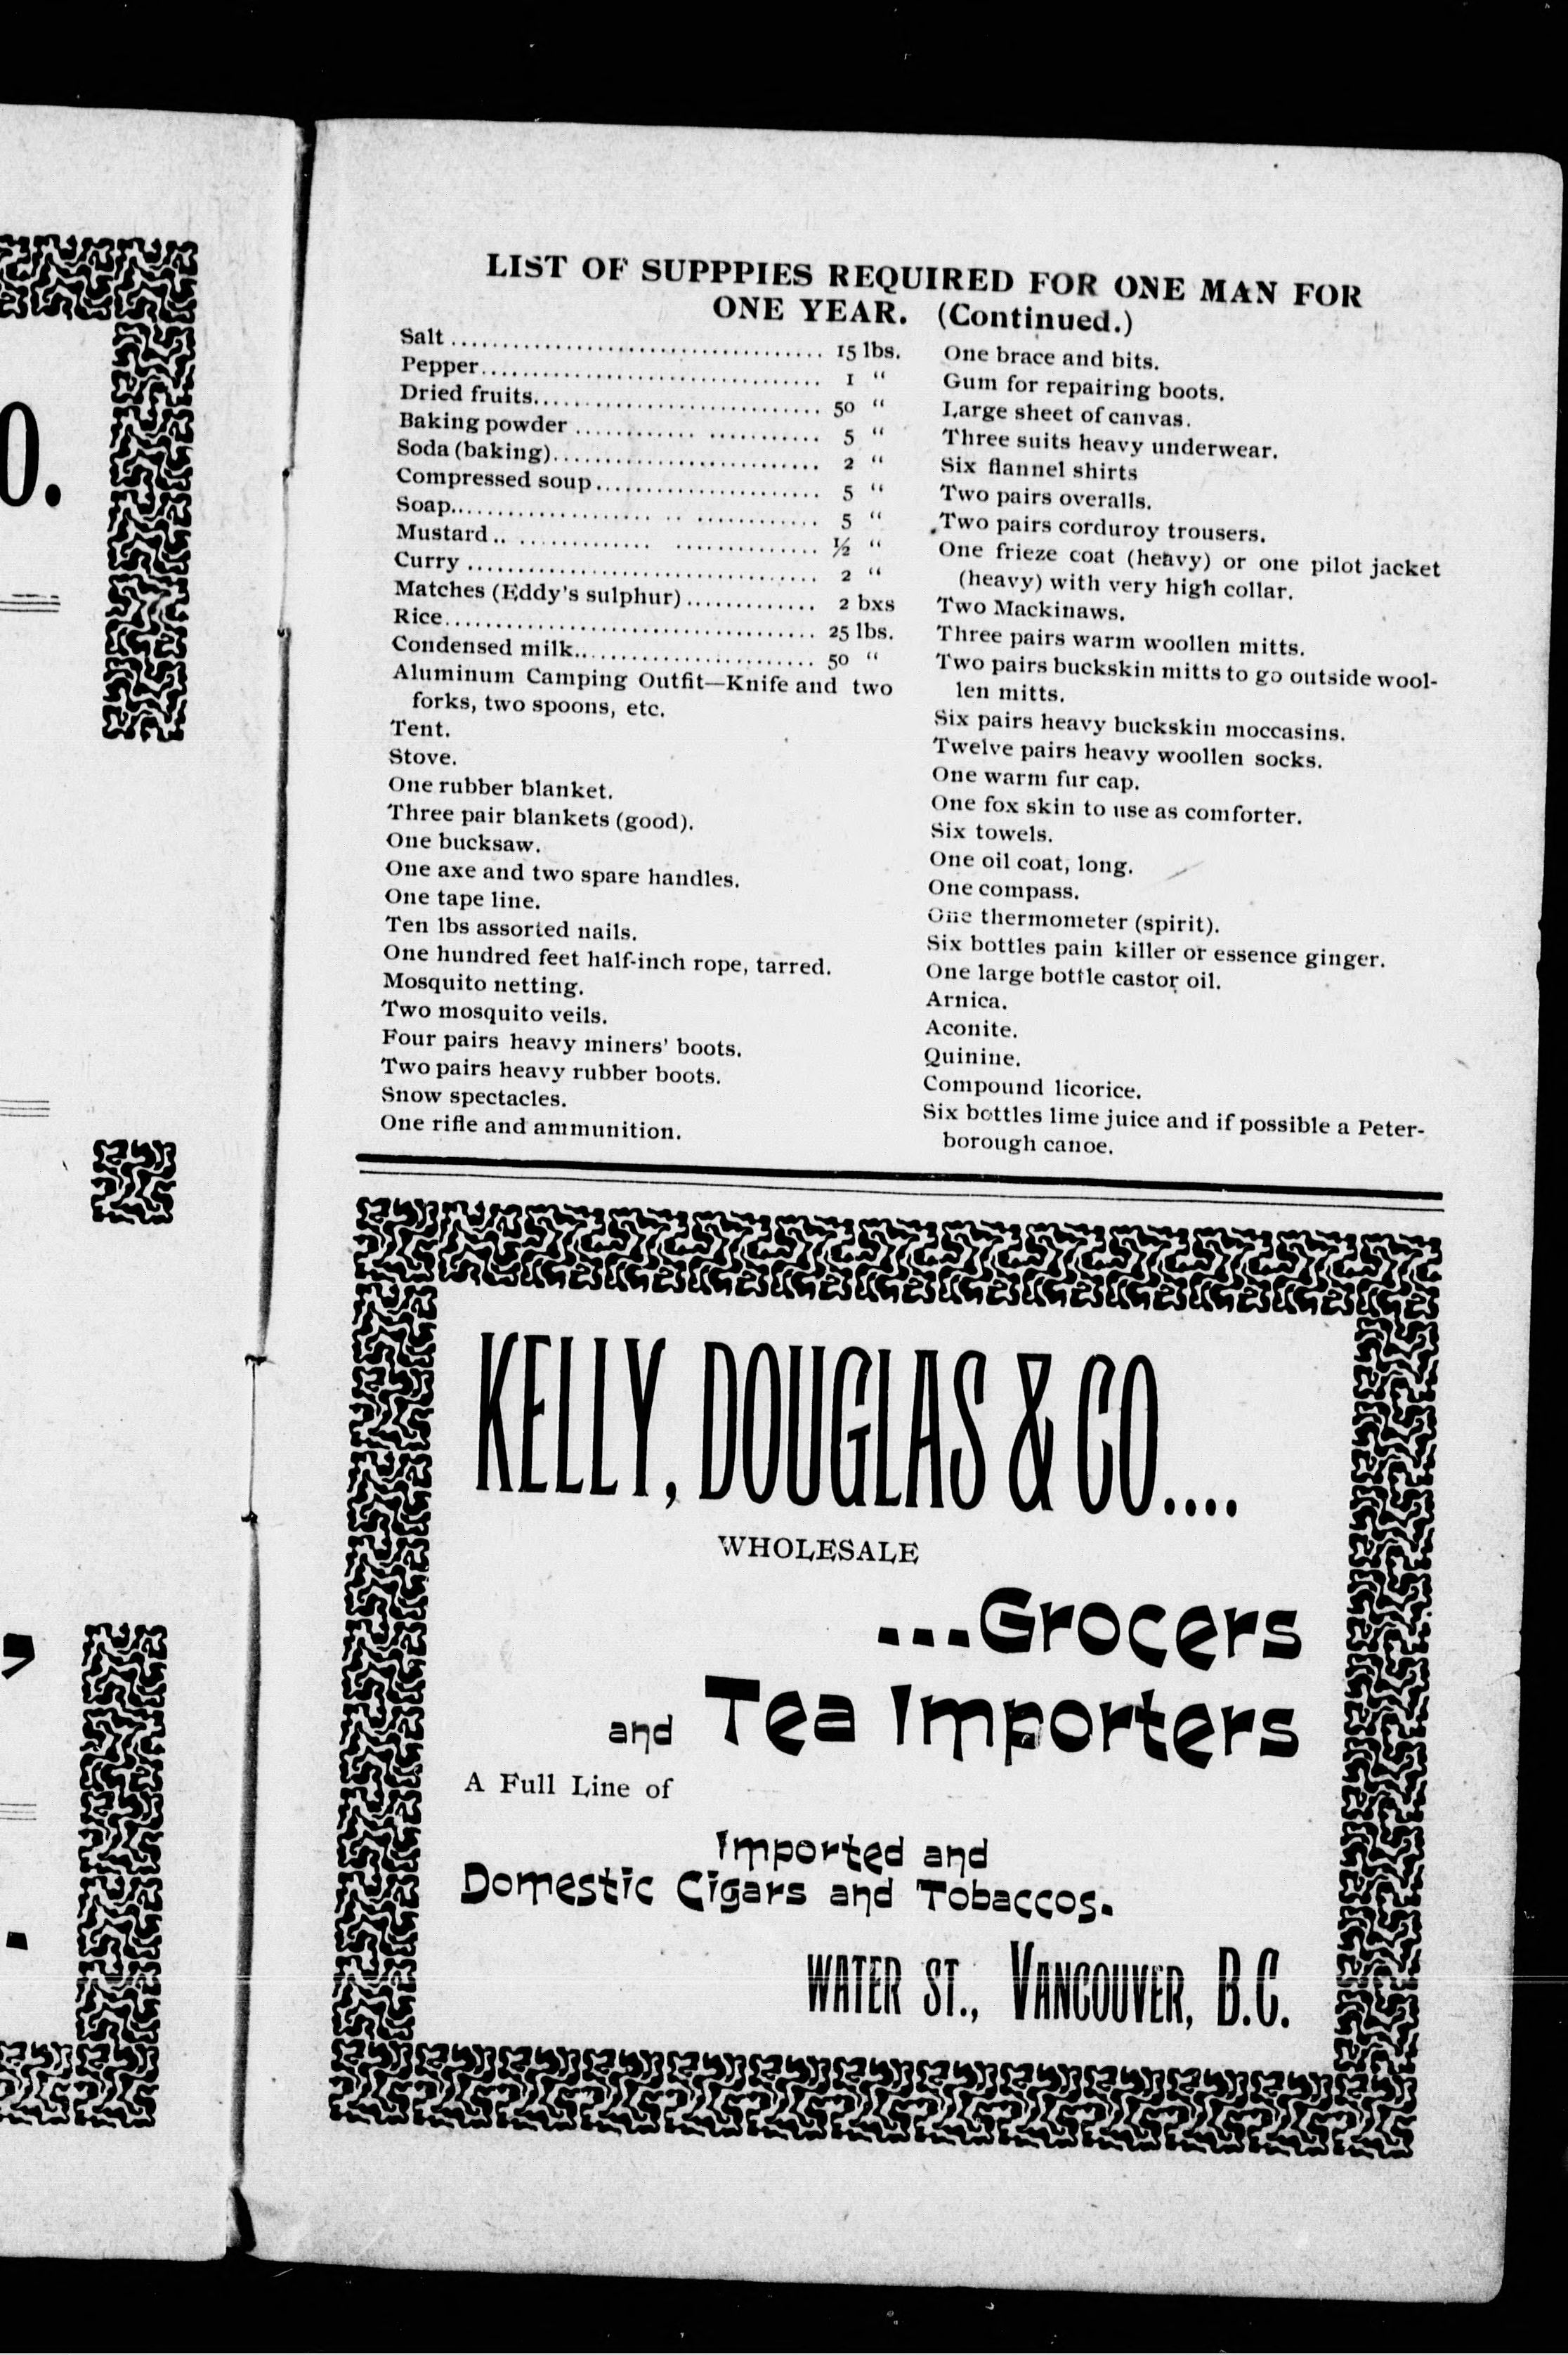 O.
LIST OF SUPPPIES REQUIRED FOR ONE MAN FOR
ONE YEAR. (Continued.)
Salt .................................... 15 lbs.
Pepper................................. 1 "
Dried fruits............................ 50 "
Baking powder ............ ........... 5 "
Soda (baking).......................... 2 "
Compressed soup...................... 5 "
Soap.................... .. ............ 5 "
Mustard.. ............. .............. ½ "
Curry .................................. 2 "
Matches (Eddy's sulphur)............. 2 bxs
Rice.................................... 25 lbs.
Condensed milk........................ 50 "
Aluminum Camping Outfit—Knife and two
forks, two spoons, etc.
Tent.
Stove.
One rubber blanket.
Three pair blankets (good).
One bucksaw.
One axe and two spare handles.
One tape line.
Ten lbs assorted nails.
One hundred feet half-inch rope, tarred.
Mosquito netting.
Two mosquito veils.
Four pairs heavy miners' boots.
Two pairs heavy rubber boots.
Snow spectacles.
One rifle and ammunition.
One brace and bits.
Gum for repairing boots.
Large sheet of canvas.
Three suits heavy underwear.
Six flannel shirts
Two pairs overalls.
Two pairs corduroy trousers.
One frieze coat (heavy) or one pilot jacket
(heavy) with very high collar.
Two Mackinaws.
Three pairs warm woollen mitts.
Two pairs buckskin mitts to go outside wool-
len mitts.
Six pairs heavy buckskin moccasins.
Twelve pairs heavy woollen socks.
One warm fur cap.
One fox skin to use as comforter.
Six towels.
One oil coat, long.
One compass.
One thermometer (spirit).
Six bottles pain killer or essence ginger.
One large bottle castor oil.
Arnica.
Aconite.
Quinine.
Compound licorice.
Six bottles lime juice and if possible a Peter-
borough canoe.
KELLY, DOUGLAS & CO....
WHOLESALE
...Grocers
and Tea Importers
A Full Line of
Imported and
Domestic Cigars and Tobaccos.
WATER ST., VANCOUVER, B.C.